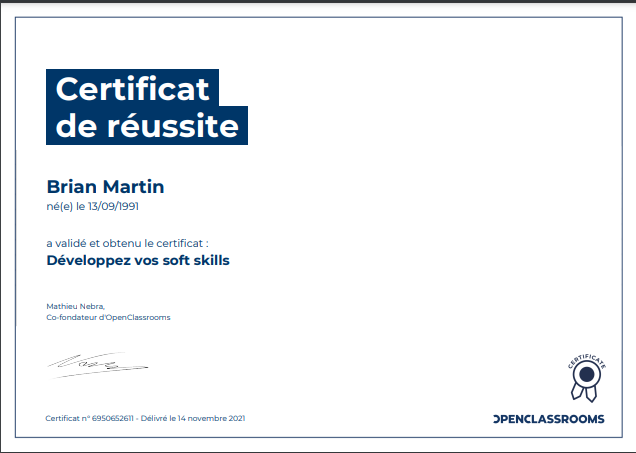 Certificat
de réussite
Brian Martin
né(e) le 13/09/1991
a validé et obtenu le certificat :
Développez vos soft skills
Mathieu Nebra,
Co-fondateur d'OpenClassrooms
CERTIFICATE
OPENCLASSROOMS
Certificat n° 6950652611 - Délivré le 14 novembre 2021